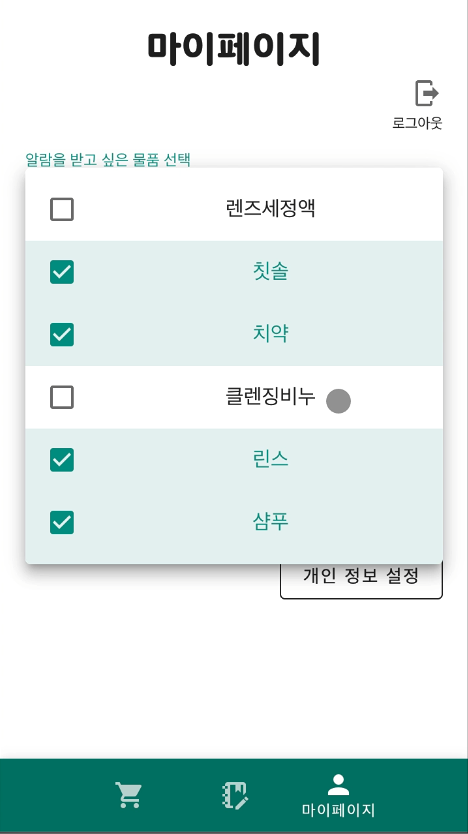 마이페이지
로그아웃
알람을 받고 싶은 물품 선택
렌즈세정액
칫솔
치약
클렌징비누
린스
샴푸
개인 정보 설정
마이페이지